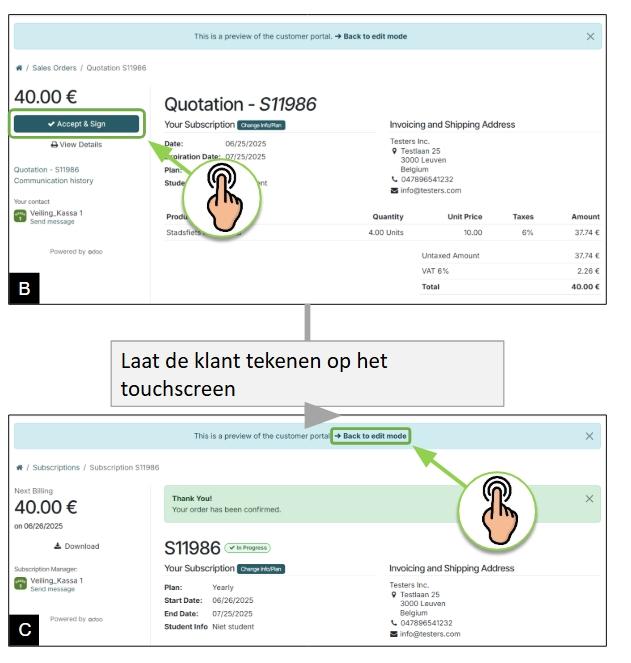 This is a preview of the customer portal. → Back to edit mode
/ Sales Orders / Quotation S11986
40.00 €
✔ Accept & Sign
View Details
Quotation - S11986
Communication history
Your contact
Veiling_Kassa 1
Send message
Powered by odoo
Quotation - S11986
Your Subscription Change Info/Plan
Date: 06/25/2025
Expiration Date: 07/25/2025
Plan:
Invoicing and Shipping Address
Testers Inc.
Testlaan 25
3000 Leuven
Belgium
047896541232
info@testers.com
Quantity Unit Price Taxes Amount
4.00 Units 10.00 6% 37.74 €
Untaxed Amount 37.74 €
VAT 6% 2.26 €
Total 40.00 €
B
Laat de klant tekenen op het
touchscreen
This is a preview of the customer portal → Back to edit mode
/ Subscriptions / Subscription S11986
Next Billing
40.00 €
on 06/26/2025
Download
Subscription Manager:
Veiling_Kassa 1
Send message
Powered by odoo
Thank You!
Your order has been confirmed.
S11986 ✔ In Progress
Your Subscription Change Info/Plan
Plan: Yearly
Start Date: 06/26/2025
End Date: 07/25/2025
Student Info Niet student
Invoicing and Shipping Address
Testers Inc.
Testlaan 25
3000 Leuven
Belgium
047896541232
info@testers.com
C